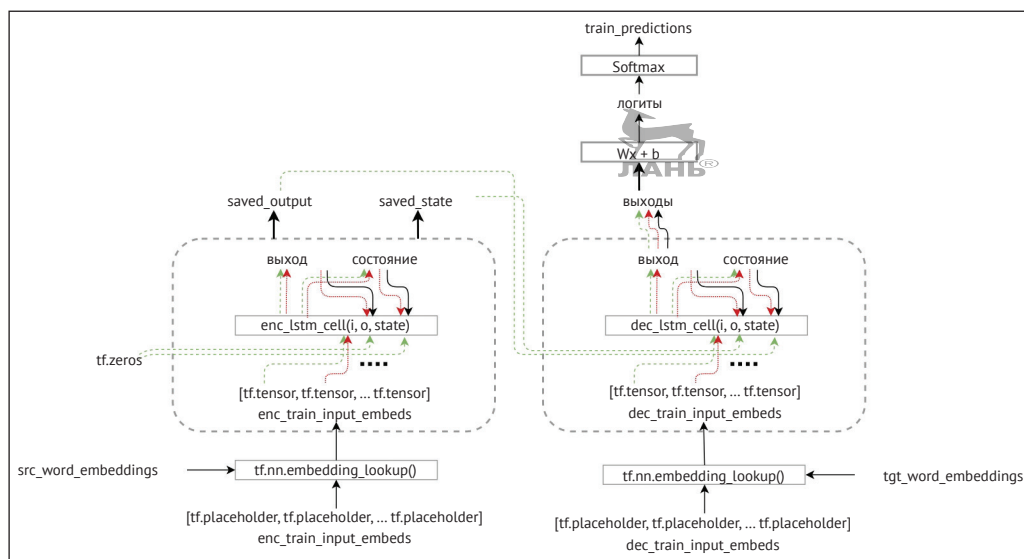 train_predictions
Softmax
логиты
Wx + b
ЛАНЬ®
saved_output
saved_state
выходы
выход
состояние
выход
состояние
enc_lstm_cell(i, o, state)
dec_lstm_cell(i, o, state)
tf.zeros
[tf.tensor, tf.tensor, ... tf.tensor]
enc_train_input_embeds
[tf.tensor, tf.tensor, ... tf.tensor]
dec_train_input_embeds
src_word_embeddings
tf.nn.embedding_lookup()
tf.nn.embedding_lookup()
tgt_word_embeddings
[tf.placeholder, tf.placeholder, ... tf.placeholder]
enc_train_input_embeds
[tf.placeholder, tf.placeholder, ... tf.placeholder]
dec_train_input_embeds